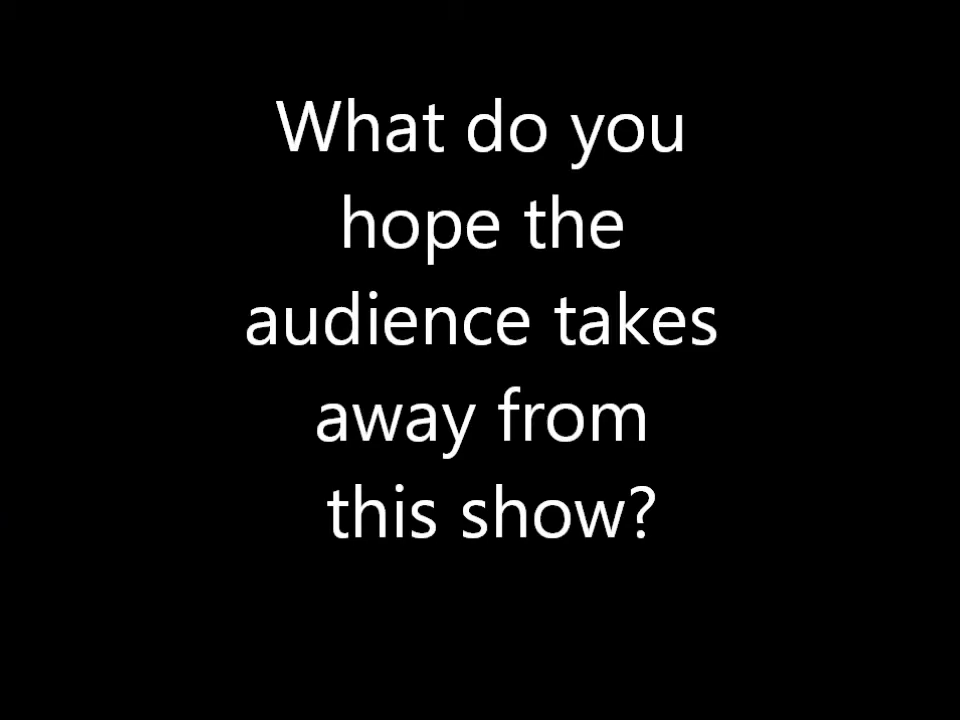 What do you
hope the
audience takes
away from
this show?